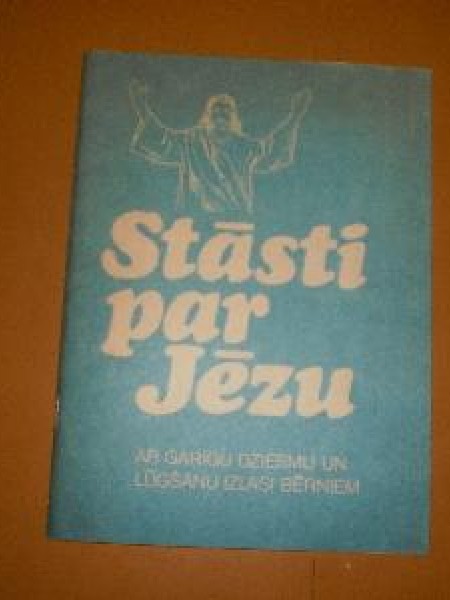 Stāsti
par
Jēzu
AR GARĪGU DZIESMU UN
LŪGŠANU IZLASI BĒRNIEM